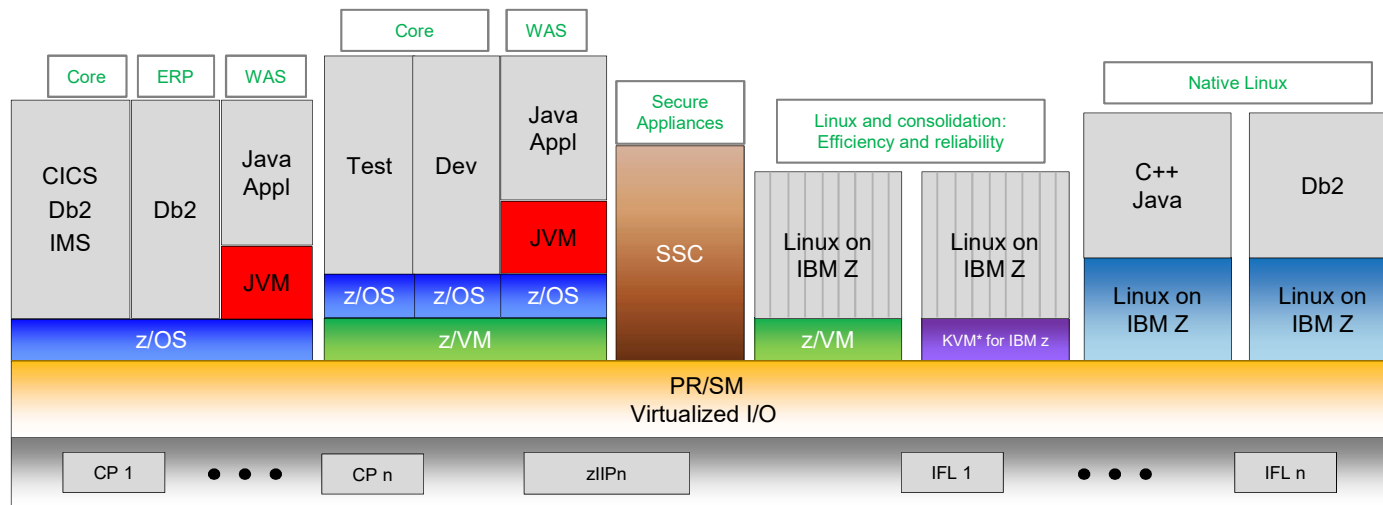 Core
ERP
WAS
Core
WAS
Secure
Appliances
Linux and consolidation:
Efficiency and reliability
Native Linux
CICS
Db2
IMS
Db2
Java
Appl
JVM
z/OS
Test
Dev
Java
Appl
JVM
z/OS
z/OS
z/OS
z/VM
SSC
Linux on
IBM Z
z/VM
Linux on
IBM Z
KVM* for IBM z
C++
Java
Linux on
IBM Z
Db2
Linux on
IBM Z
PR/SM
Virtualized I/O
CP 1
CP n
zIIPn
IFL 1
IFL n